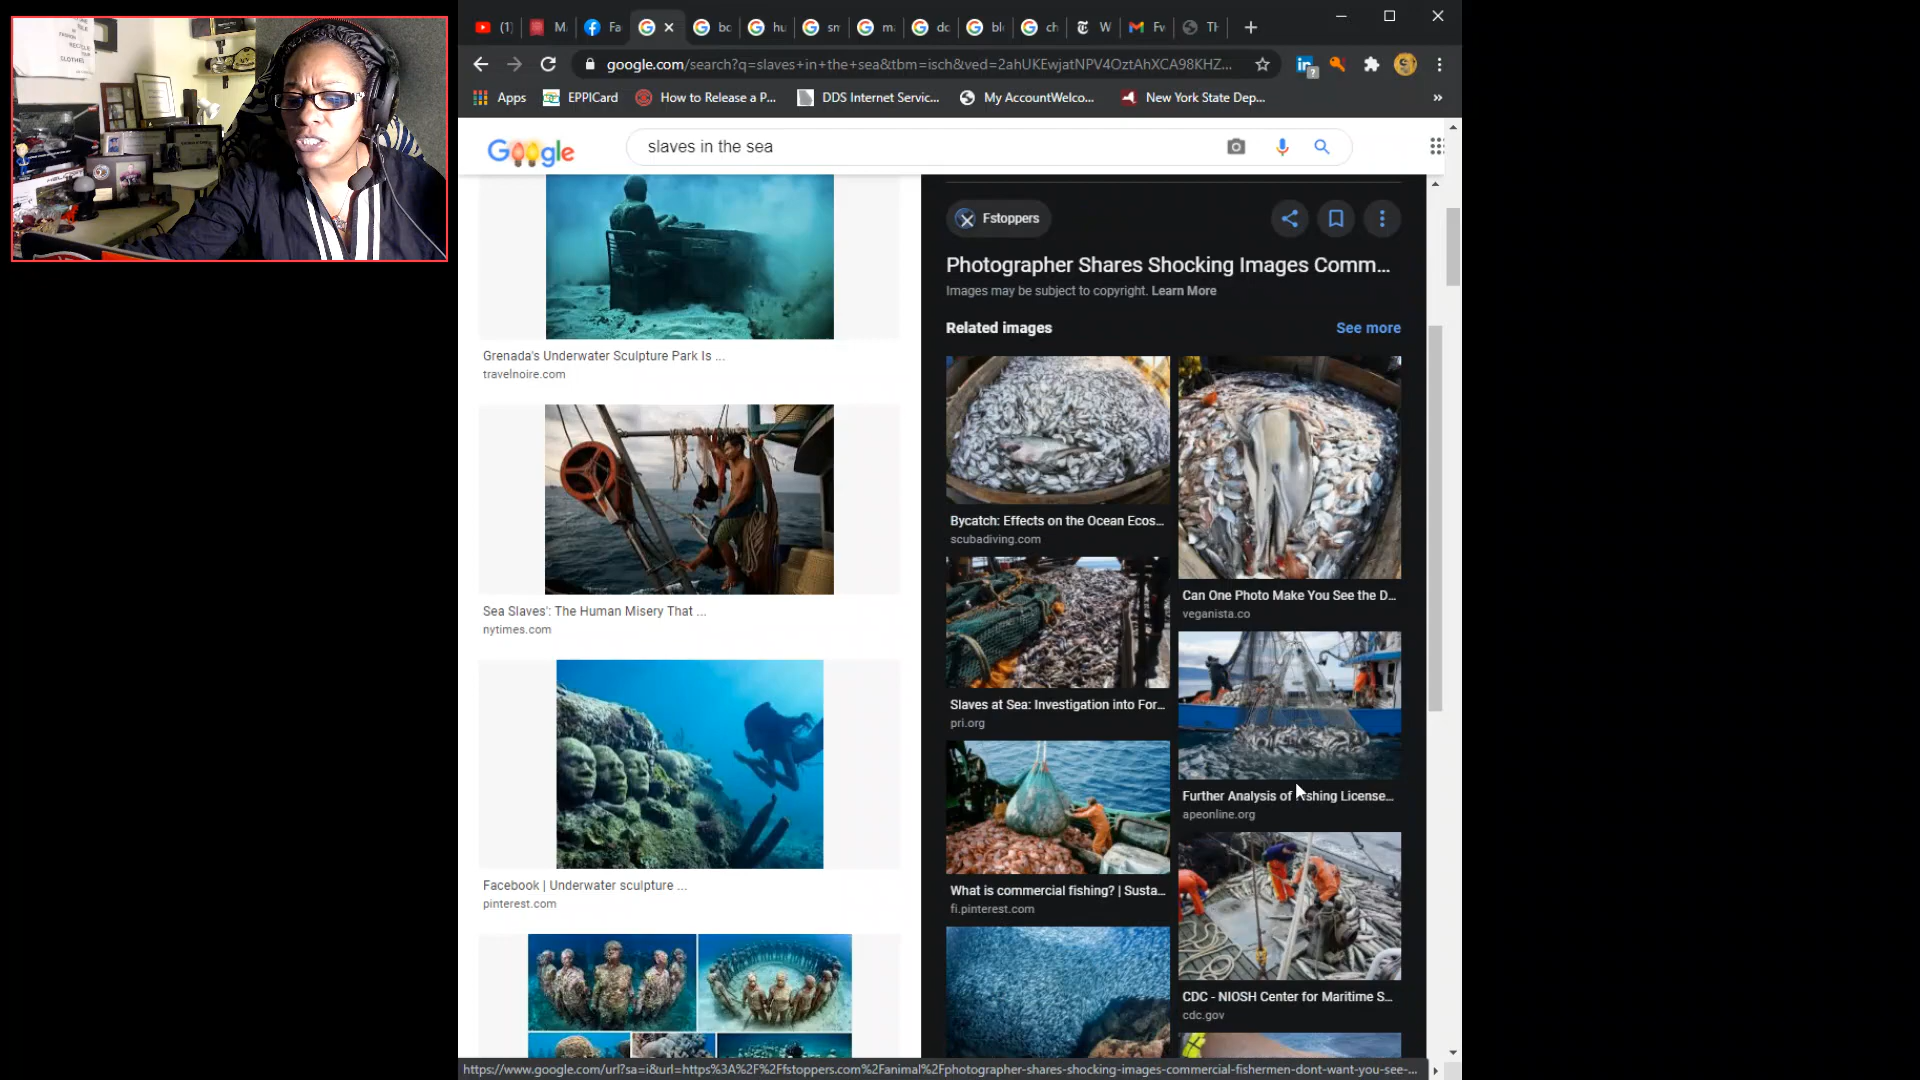 (1)
M
Fa
bc
hu
sn
m
dc
bl
ch
W
Fv
Th
google.com/search?q=slaves+in+the+sea&tbm=isch&ved=2ahUKEwjatNPV4OztAhXCA98KHZ...
Apps
EPPICard
How to Release a P...
DDS Internet Servic...
My AccountWelco...
New York State Dep...
Google
slaves in the sea
Grenada's Underwater Sculpture Park Is ...
travelnoire.com
Sea Slaves': The Human Misery That ...
nytimes.com
Facebook | Underwater sculpture ...
pinterest.com
Fstoppers
Photographer Shares Shocking Images Comm...
Images may be subject to copyright. Learn More
Related images
See more
Bycatch: Effects on the Ocean Ecos...
scubadiving.com
Can One Photo Make You See the D...
veganista.co
Slaves at Sea: Investigation into For...
pri.org
Further Analysis of Fishing License...
apeonline.org
What is commercial fishing? | Susta...
fi.pinterest.com
CDC - NIOSH Center for Maritime S...
cdc.gov
https://www.google.com/url?sa=i&url=https%3A%2F%2Ffstoppers.com%2Fanimal%2Fphotographer-shares-shocking-images-commercial-fishermen-dont-want-you-see-...